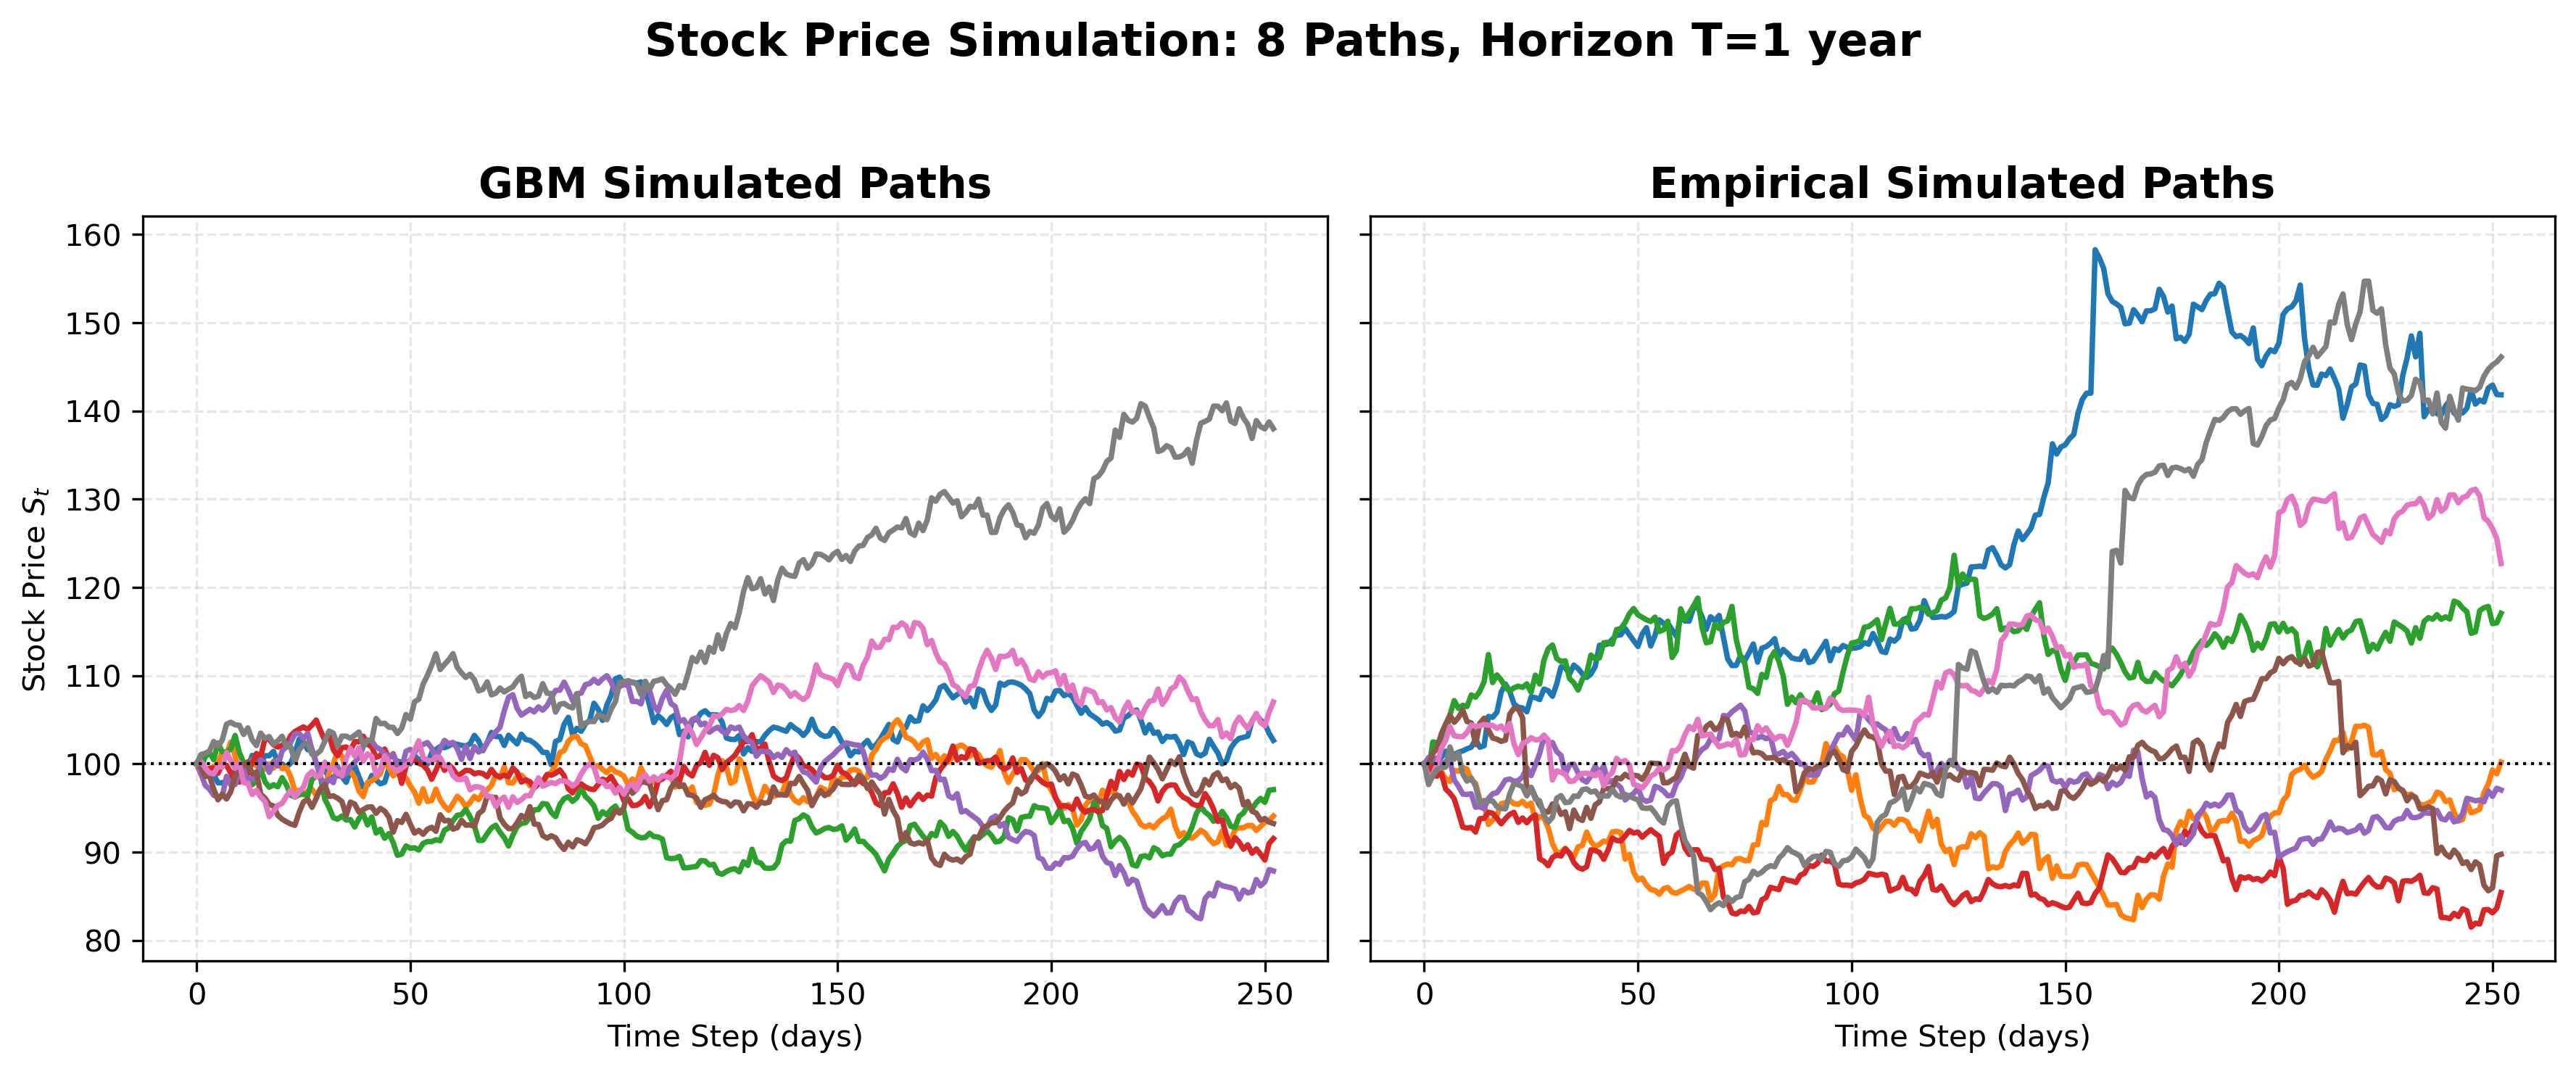 Stock Price Simulation: 8 Paths, Horizon T=1 year
GBM Simulated Paths
Stock Price S_t
160
150
140
130
120
110
100
90
80
0 50 100 150 200 250
Time Step (days)
Empirical Simulated Paths
0 50 100 150 200 250
Time Step (days)